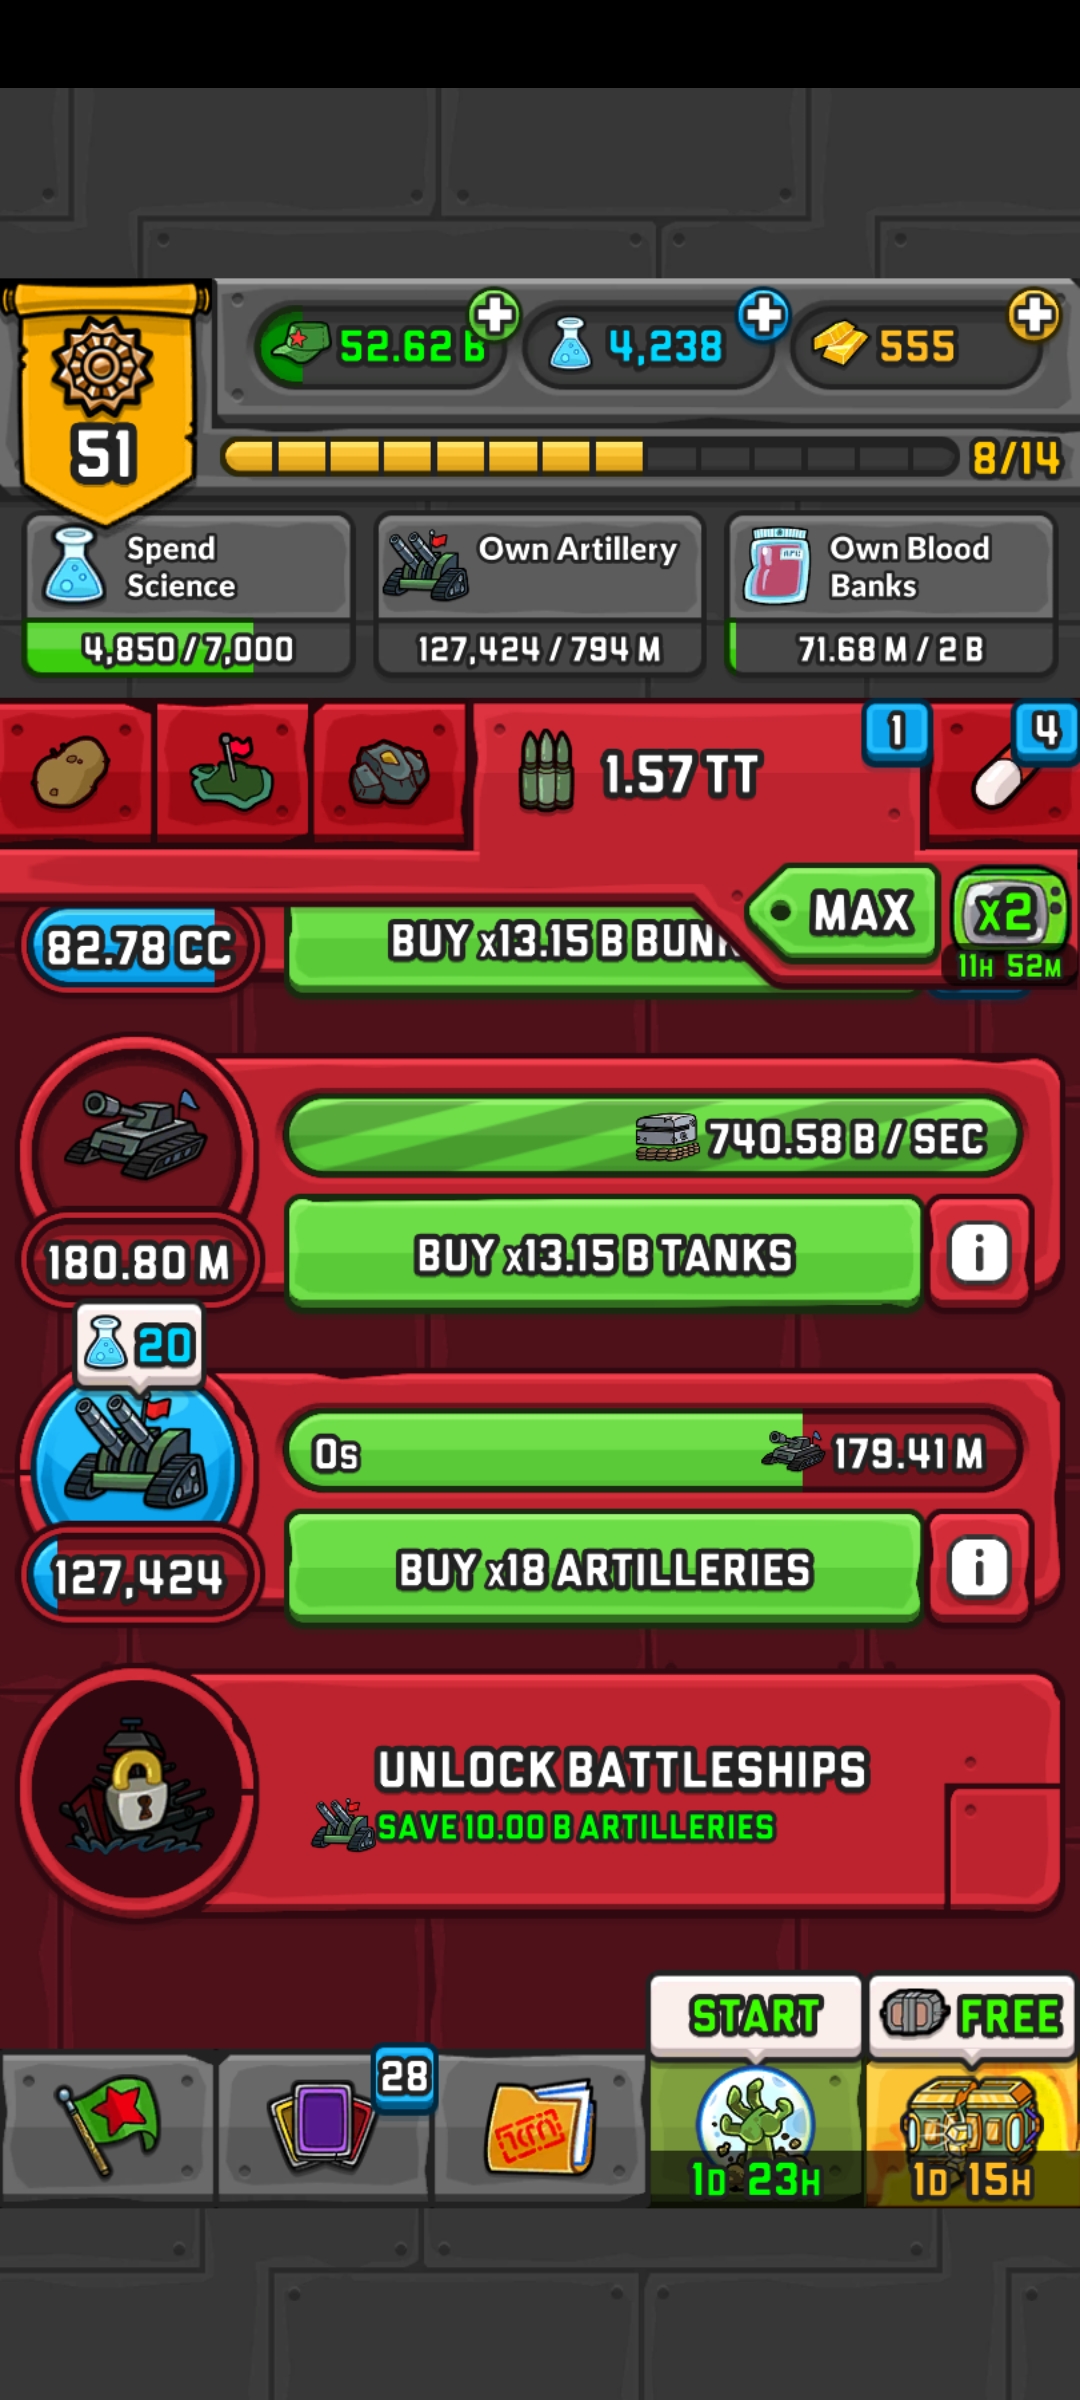 52.62 B
4,238
555
51
8/14
Spend
Science
4,850/7,000
Own Artillery
127,424/794 M
Own Blood
Banks
71.68 M/2 B
1.57 TT
1
4
MAX
x2
11H 52M
82.78 CC
BUY x13.15 B
740.58 B/SEC
180.80 M
BUY x13.15 B TANKS
i
20
0s
179.41 M
127,424
BUY x18 ARTILLERIES
i
UNLOCK BATTLESHIPS
SAVE 10.00 B ARTILLERIES
START
FREE
28
1D 23H
1D 15H